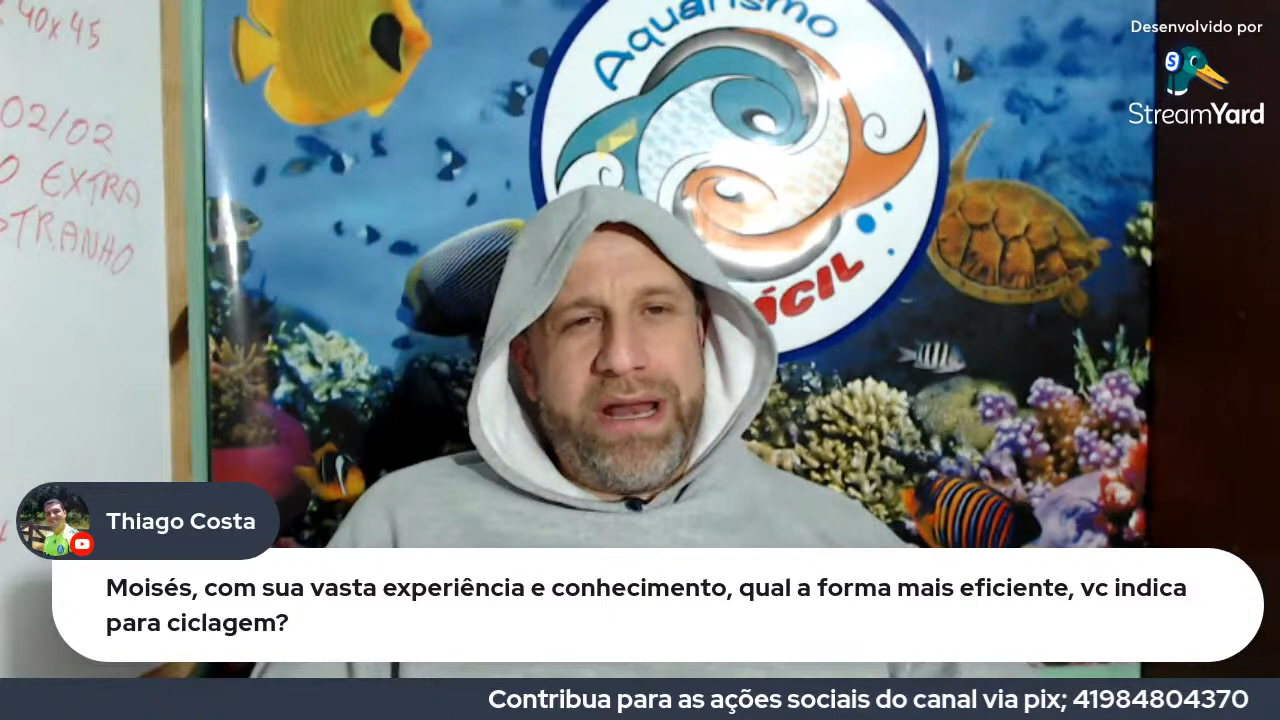 40x45
02/02
O EXTRA
TRANHO
Aquarismo
ÍCIL
Desenvolvido por
S
StreamYard
Thiago Costa
Moisés, com sua vasta experiência e conhecimento, qual a forma mais eficiente, vc indica
para ciclagem?
Contribua para as ações sociais do canal via pix; 41984804370